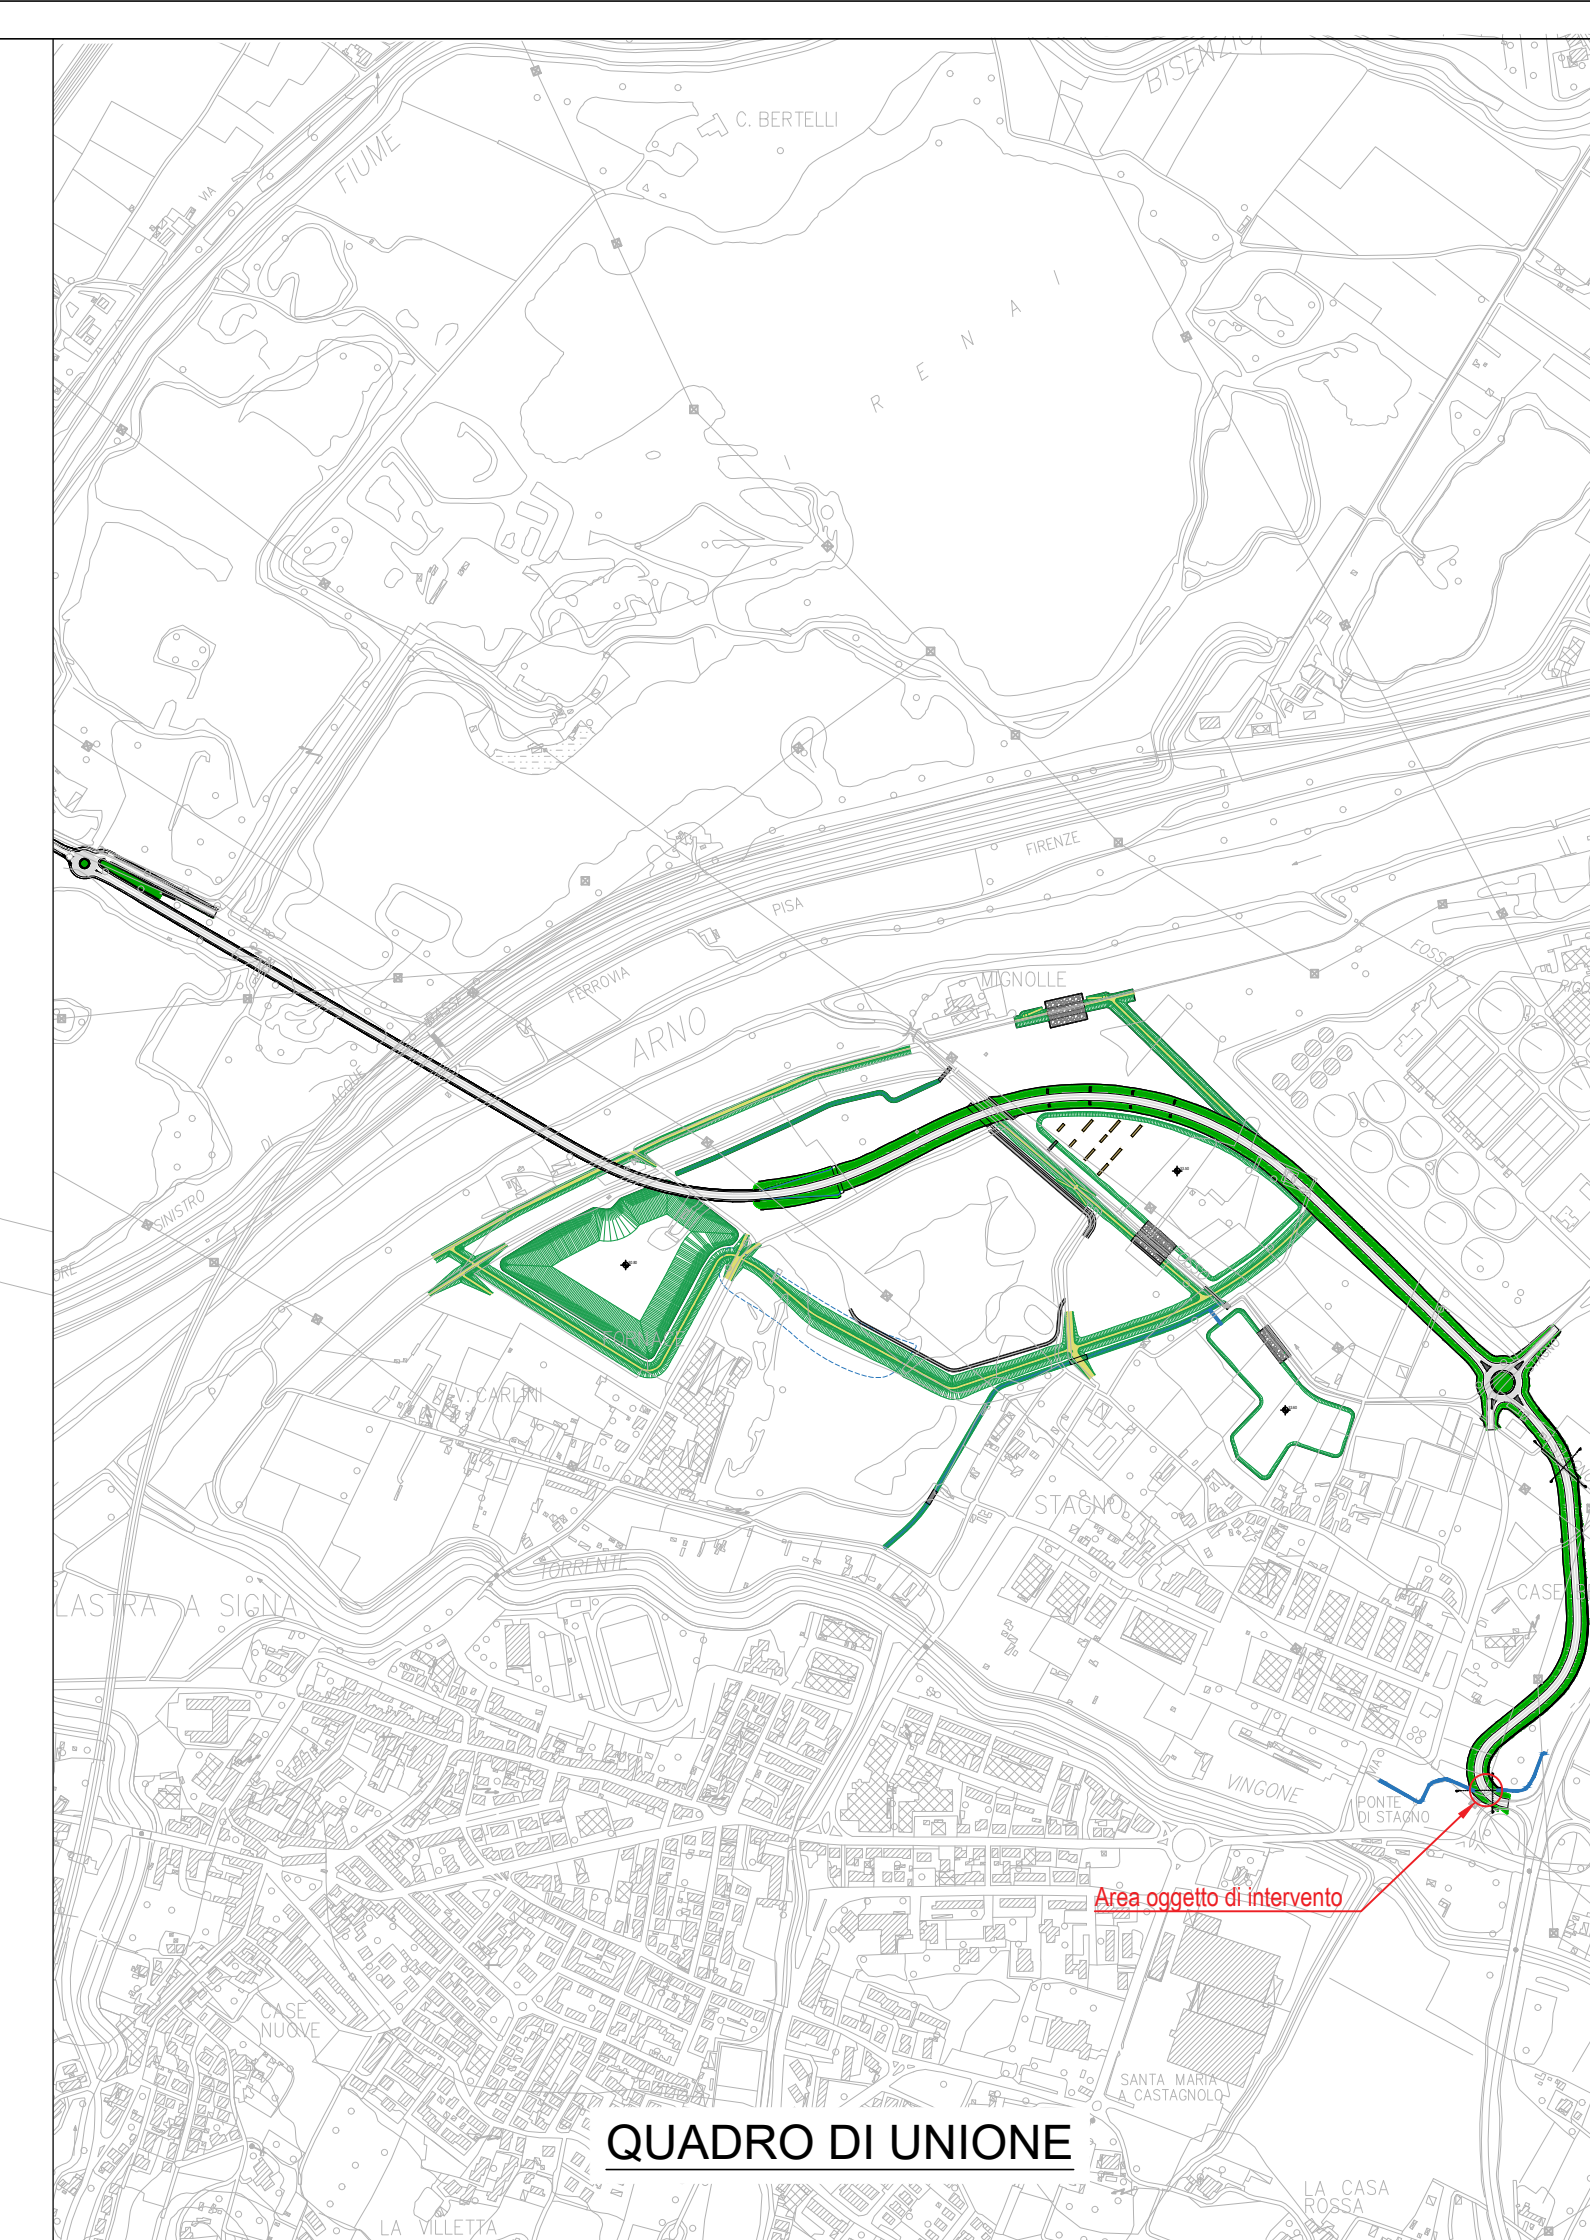 BISENZIO
C. BERTELLI
FIUME
VIA
R E N A I
FIRENZE
PISA
FOSSO
FERROVIA
MIGNOLLE
ARNO
SINISTRO
FORNACE
V. CARLINI
STAGNO
TORRENTE
LASTRA A SIGNA
CASE
VIA
VINGONE
PONTE
DI STAGNO
Area oggetto di intervento
CASE
NUOVE
SANTA MARIA
A CASTAGNOLO
QUADRO DI UNIONE
LA CASA
ROSSA
LA VILLETTA